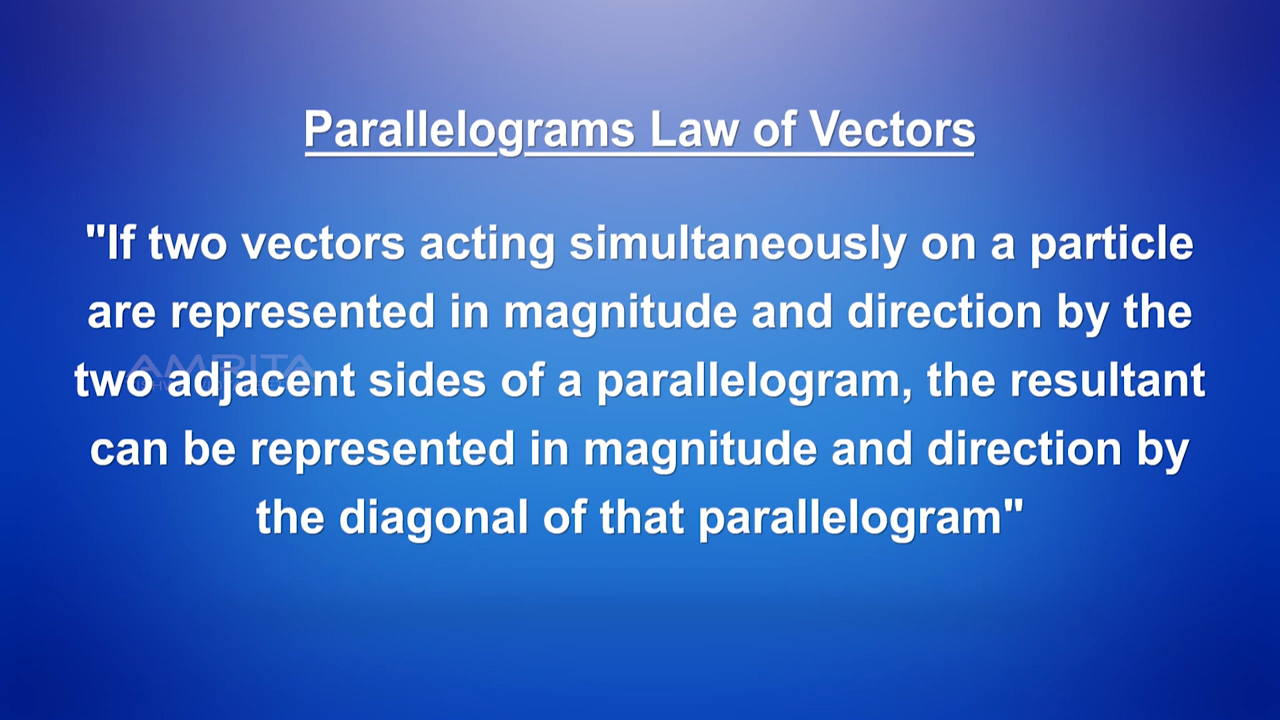 Parallelograms Law of Vectors
"If two vectors acting simultaneously on a particle
are represented in magnitude and direction by the
two adjacent sides of a parallelogram, the resultant
can be represented in magnitude and direction by
the diagonal of that parallelogram"
AMRITA